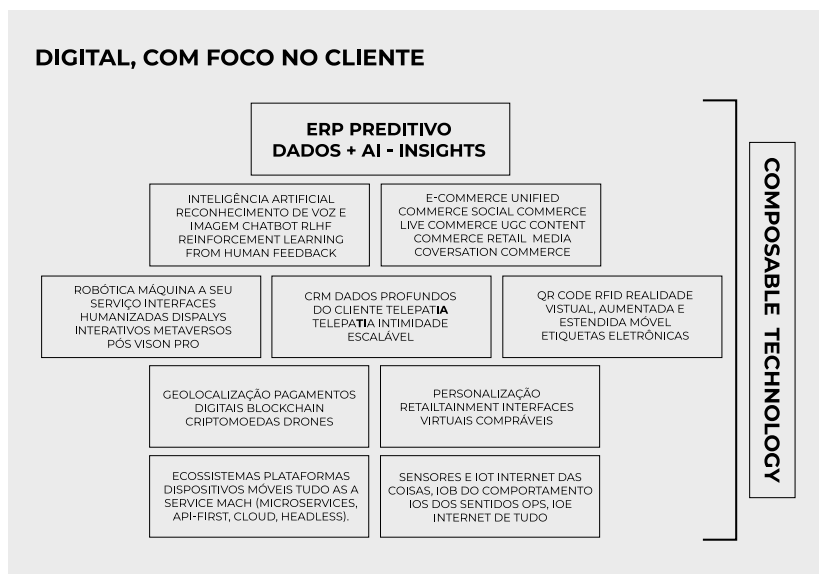 DIGITAL, COM FOCO NO CLIENTE
ERP PREDITIVO
DADOS + AI - INSIGHTS
INTELIGÊNCIA ARTIFICIAL
RECONHECIMENTO DE VOZ E
IMAGEM CHATBOT RLHF
REINFORCEMENT LEARNING
FROM HUMAN FEEDBACK
E-COMMERCE UNIFIED
COMMERCE SOCIAL COMMERCE
LIVE COMMERCE UGC CONTENT
COMMERCE RETAIL MEDIA
COVERSATION COMMERCE
ROBÓTICA MÁQUINA A SEU
SERVIÇO INTERFACES
HUMANIZADAS DISPALYS
INTERATIVOS METAVERSOS
PÓS VISON PRO
CRM DADOS PROFUNDOS
DO CLIENTE TELEPATIA
TELEPATIA INTIMIDADE
ESCALÁVEL
QR CODE RFID REALIDADE
VISTUAL, AUMENTADA E
ESTENDIDA MÓVEL
ETIQUETAS ELETRÔNICAS
GEOLOCALIZAÇÃO PAGAMENTOS
DIGITAIS BLOCKCHAIN
CRIPTOMOEDAS DRONES
PERSONALIZAÇÃO
RETAILTAINMENT INTERFACES
VIRTUAIS COMPRÁVEIS
ECOSSISTEMAS PLATAFORMAS
DISPOSITIVOS MÓVEIS TUDO AS A
SERVICE MACH (MICROSERVICES,
API-FIRST, CLOUD, HEADLESS).
SENSORES E IOT INTERNET DAS
COISAS, IOB DO COMPORTAMENTO
IOS DOS SENTIDOS OPS, IOE
INTERNET DE TUDO
COMPOSABLE TECHNOLOGY